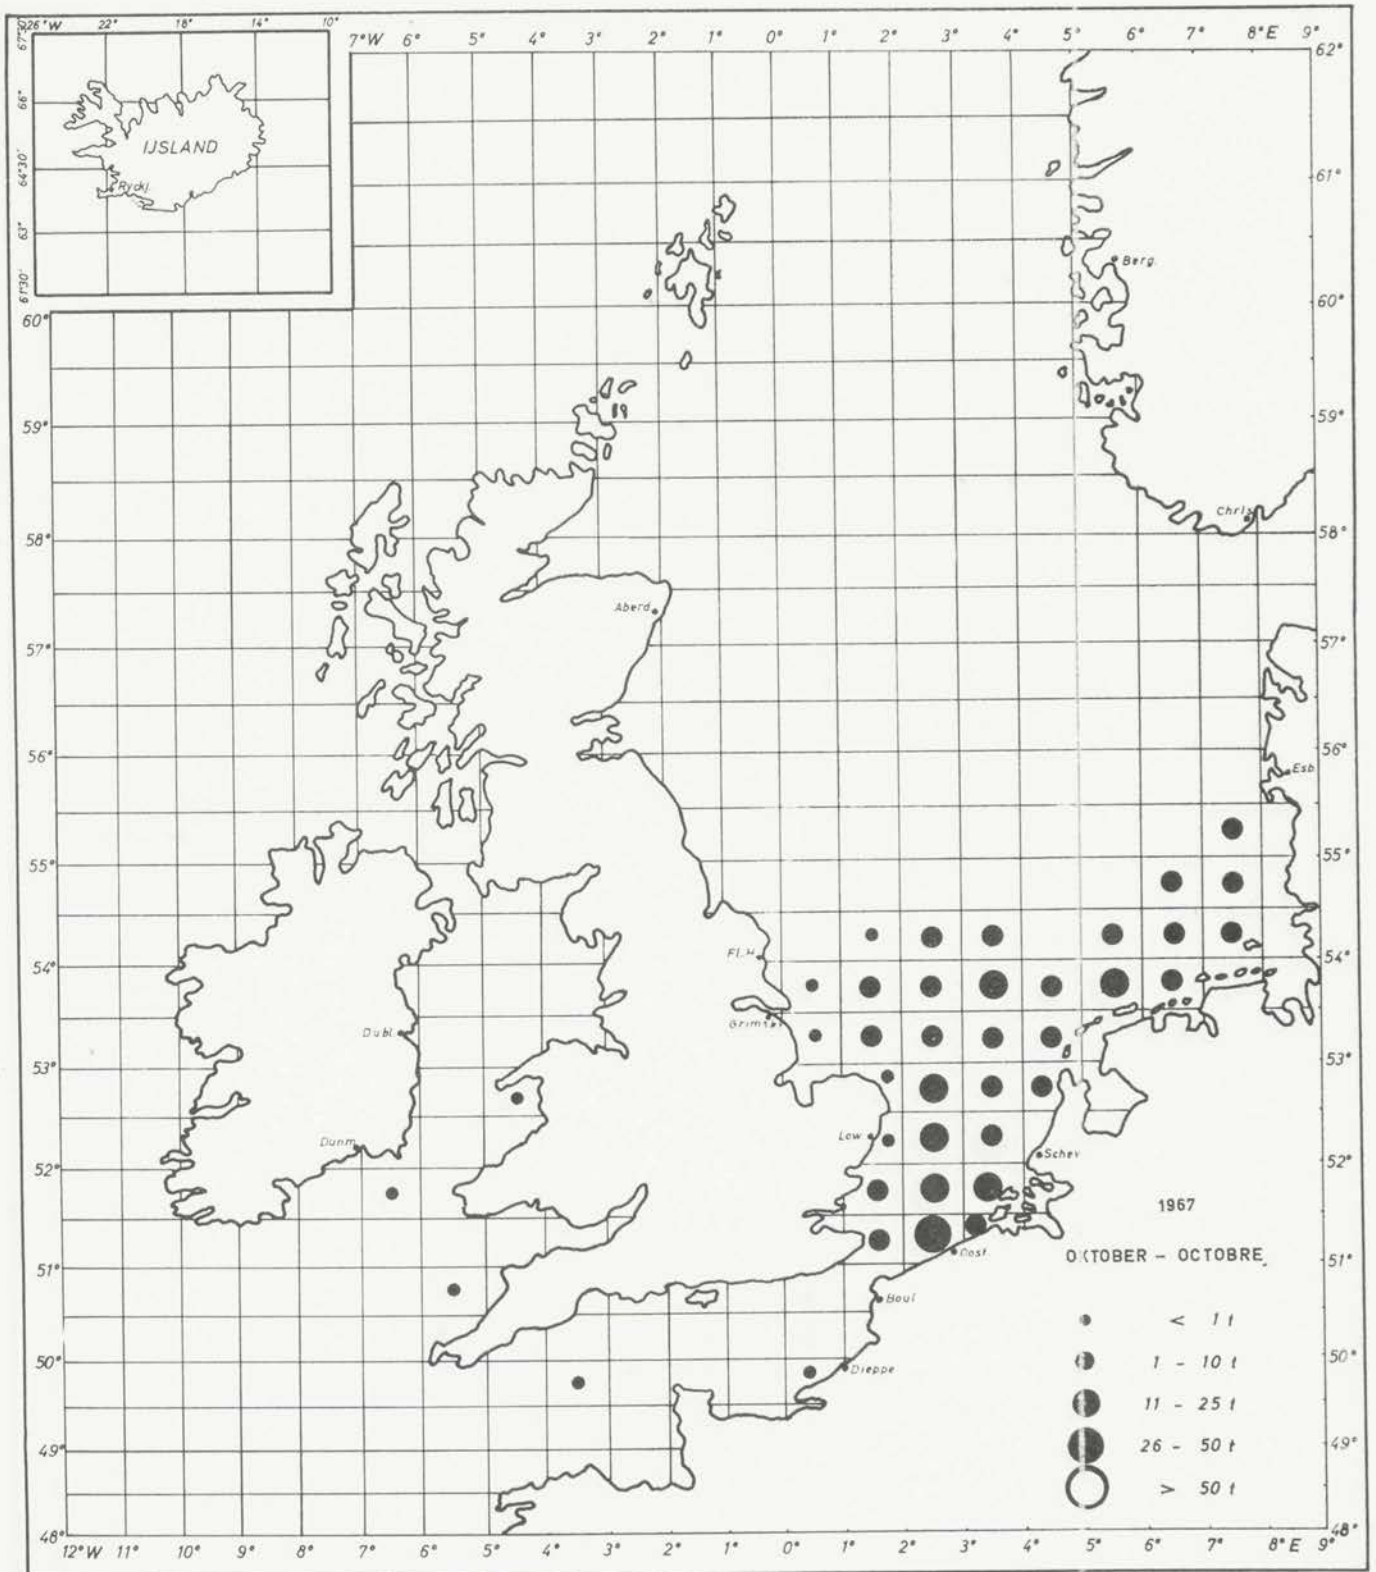 26°W 22° 18° 14° 10°
67°30'
66°
64°30'
63°
61°30'
IJSLAND
Rydkj.
7°W 6° 5° 4° 3° 2° 1° 0° 1° 2° 3° 4° 5° 6° 7° 8°E 9°
62°
61°
Berg.
60° 60°
59° 59°
Chris
58° 58°
Aberd.
57° 57°
56° 56°
Esb
55° 55°
Fl.H
54° 54°
Grims
Dubl
53° 53°
Low
Dunm
Schev
52° 52°
1967
Oost.
OKTOBER - OCTOBRE
51° 51°
Boul
< 1 t
50° 50°
Dieppe
1 - 10 t
11 - 25 t
49° 49°
26 - 50 t
> 50 t
48° 48°
12°W 11° 10° 9° 8° 7° 6° 5° 4° 3° 2° 1° 0° 1° 2° 3° 4° 5° 6° 7° 8°E 9°